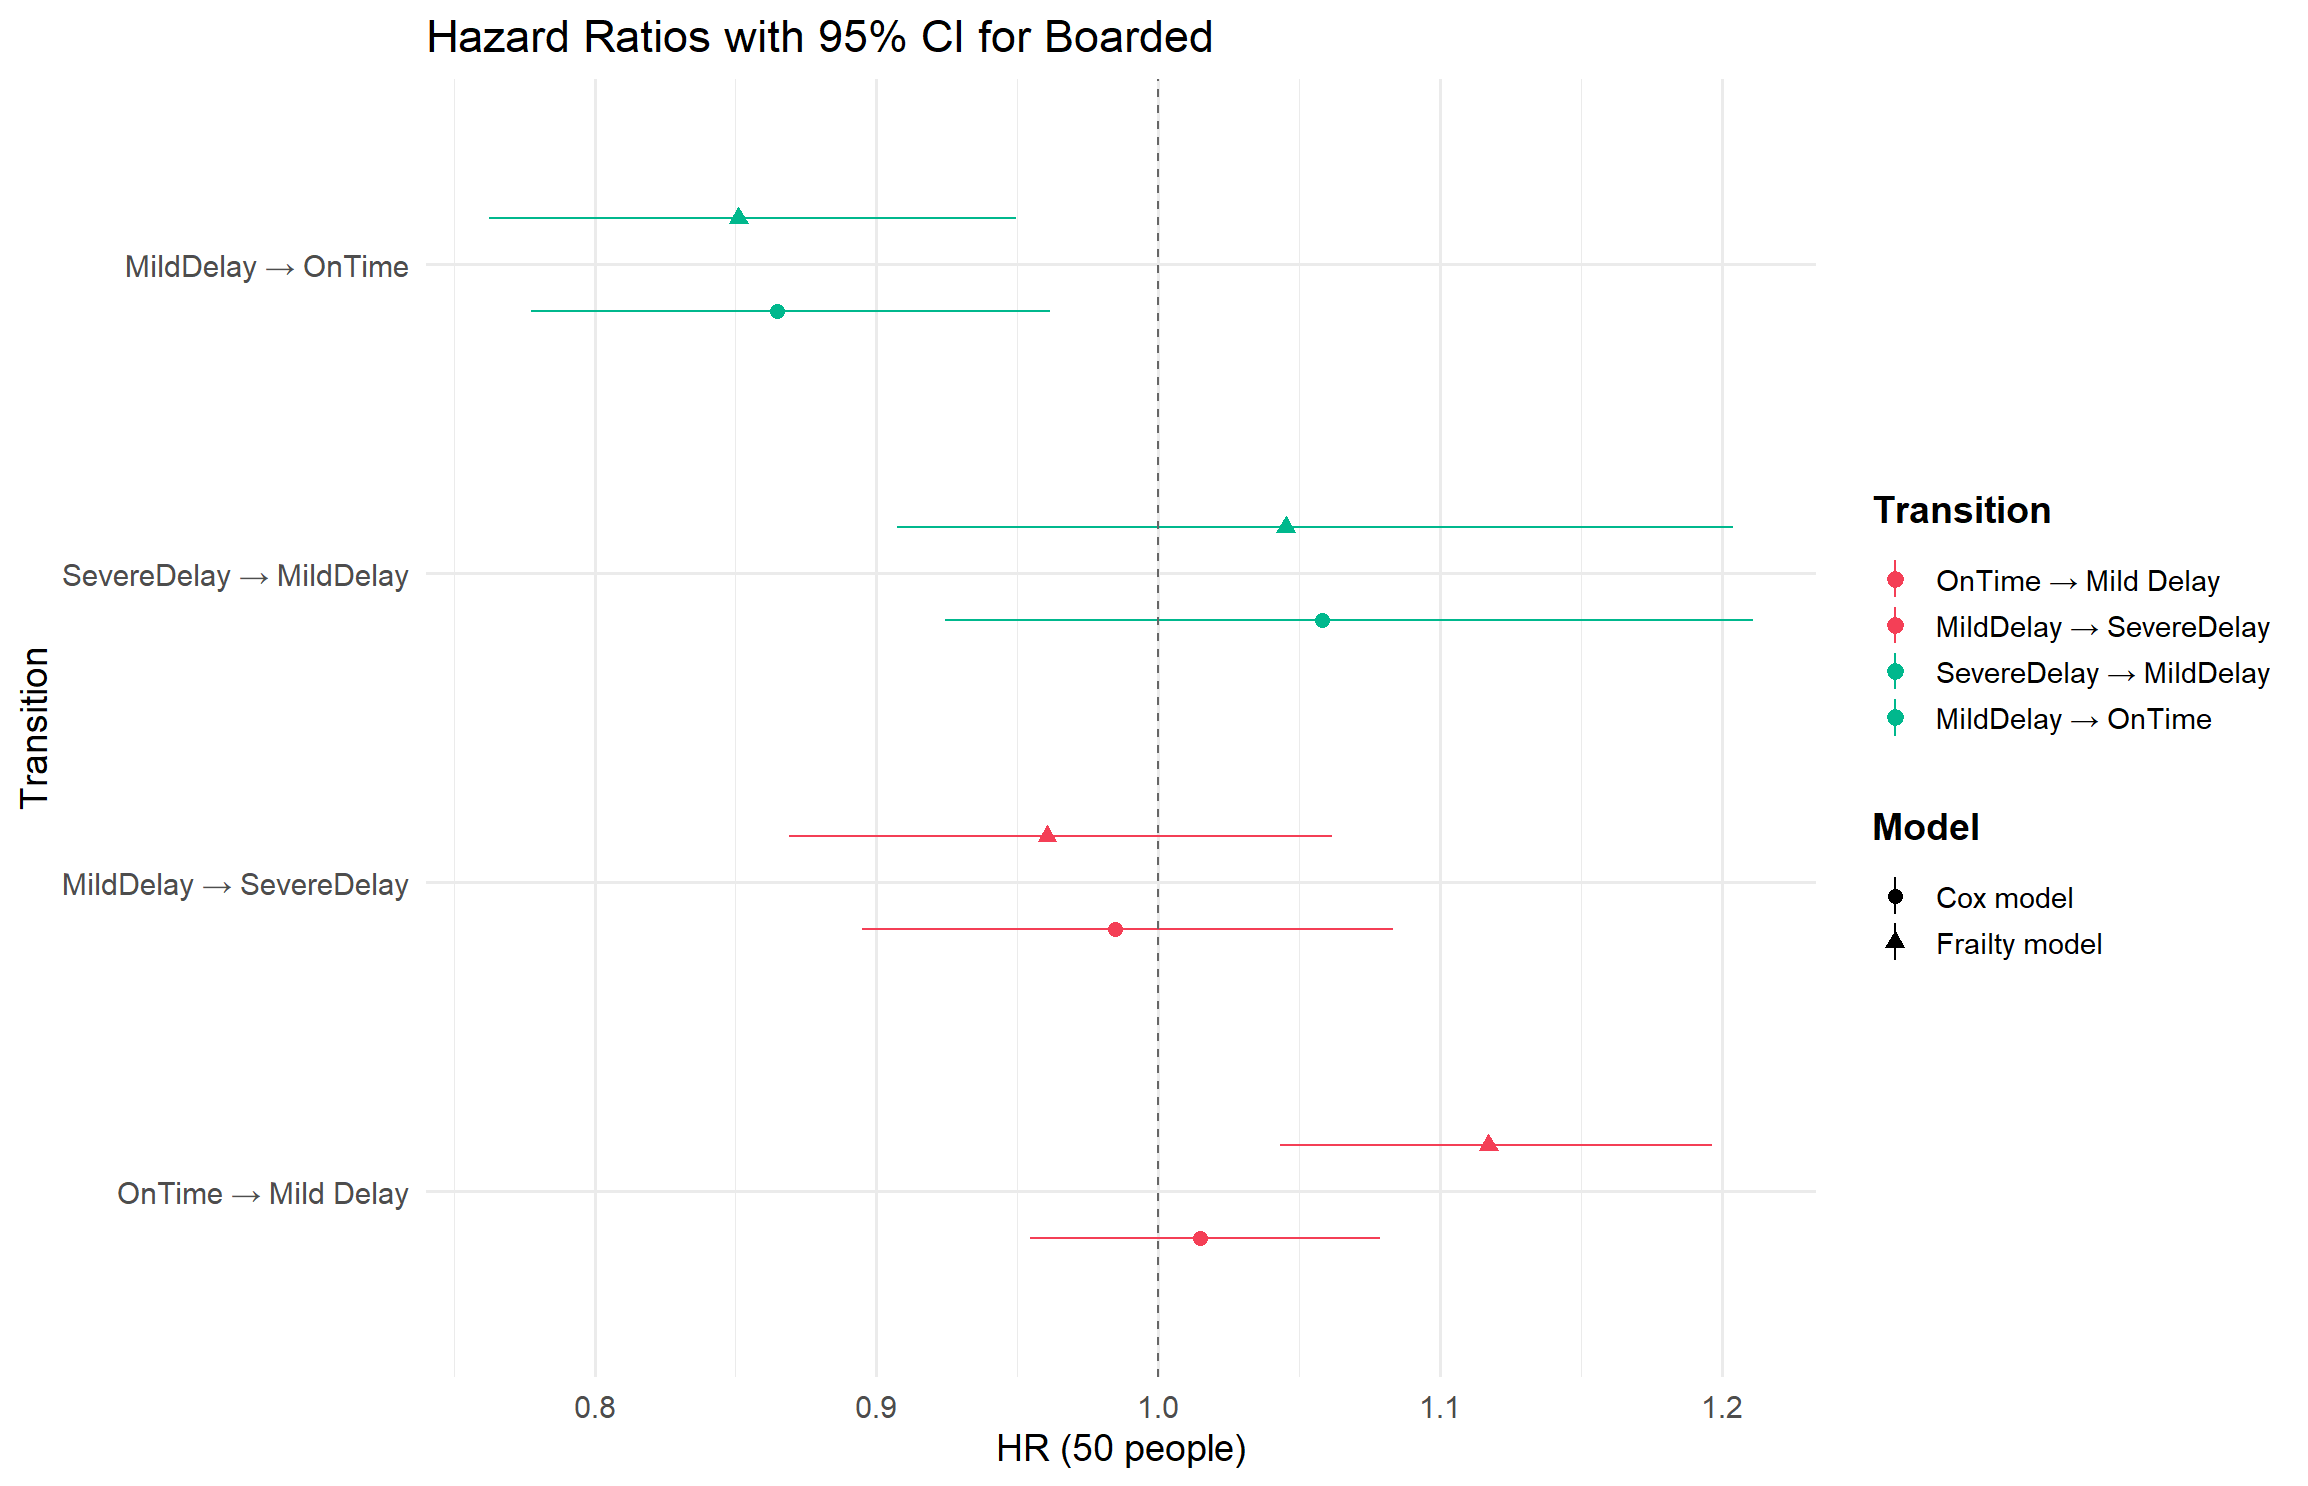 Hazard Ratios with 95% CI for Boarded
Transition
MildDelay → OnTime
SevereDelay → MildDelay
MildDelay → SevereDelay
OnTime → Mild Delay
0.8
0.9
1.0
1.1
1.2
HR (50 people)
Transition
OnTime → Mild Delay
MildDelay → SevereDelay
SevereDelay → MildDelay
MildDelay → OnTime
Model
Cox model
Frailty model